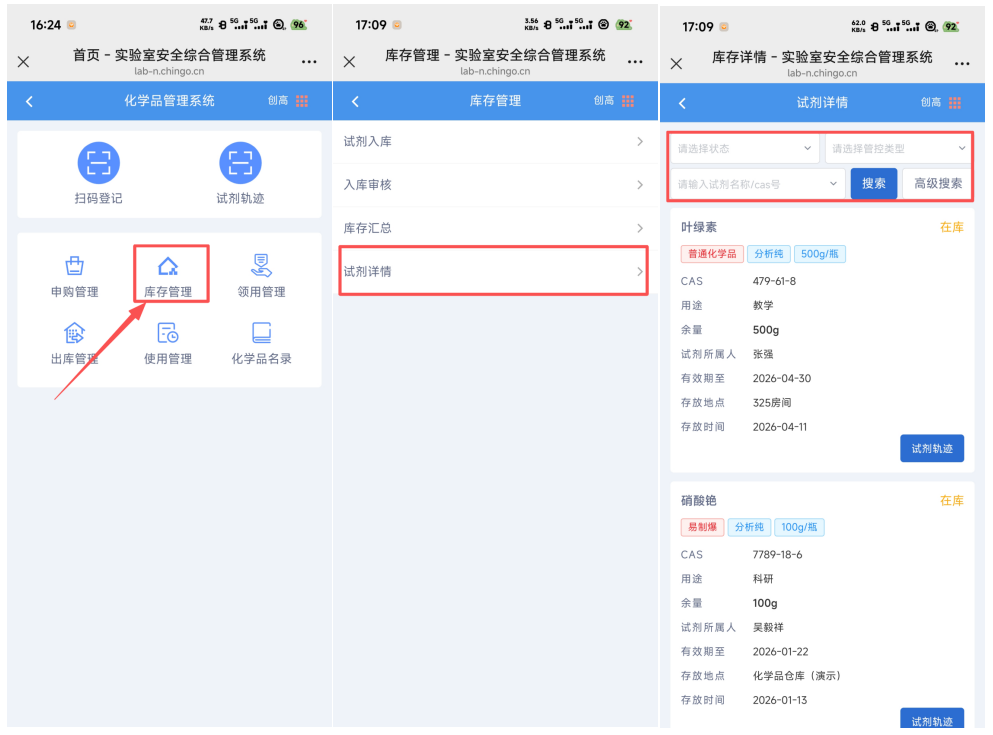 16:24
47.7 KB/s 5G 5G 96
首页 - 实验室安全综合管理系统
lab-n.chingo.cn
化学品管理系统
创高
扫码登记
试剂轨迹
申购管理
库存管理
领用管理
出库管理
使用管理
化学品名录
17:09
3.56 KB/s 5G 5G 92
库存管理 - 实验室安全综合管理系统
lab-n.chingo.cn
库存管理
创高
试剂入库
入库审核
库存汇总
试剂详情
17:09
62.0 KB/s 5G 5G 92
库存详情 - 实验室安全综合管理系统
lab-n.chingo.cn
试剂详情
创高
请选择状态
请选择管控类型
请输入试剂名称/cas号
搜索
高级搜索
叶绿素
在库
普通化学品 分析纯 500g/瓶
CAS 479-61-8
用途 教学
余量 500g
试剂所属人 张强
有效期至 2026-04-30
存放地点 325房间
存放时间 2026-04-11
试剂轨迹
硝酸铯
在库
易制爆 分析纯 100g/瓶
CAS 7789-18-6
用途 科研
余量 100g
试剂所属人 吴毅祥
有效期至 2026-01-22
存放地点 化学品仓库（演示）
存放时间 2026-01-13
试剂轨迹